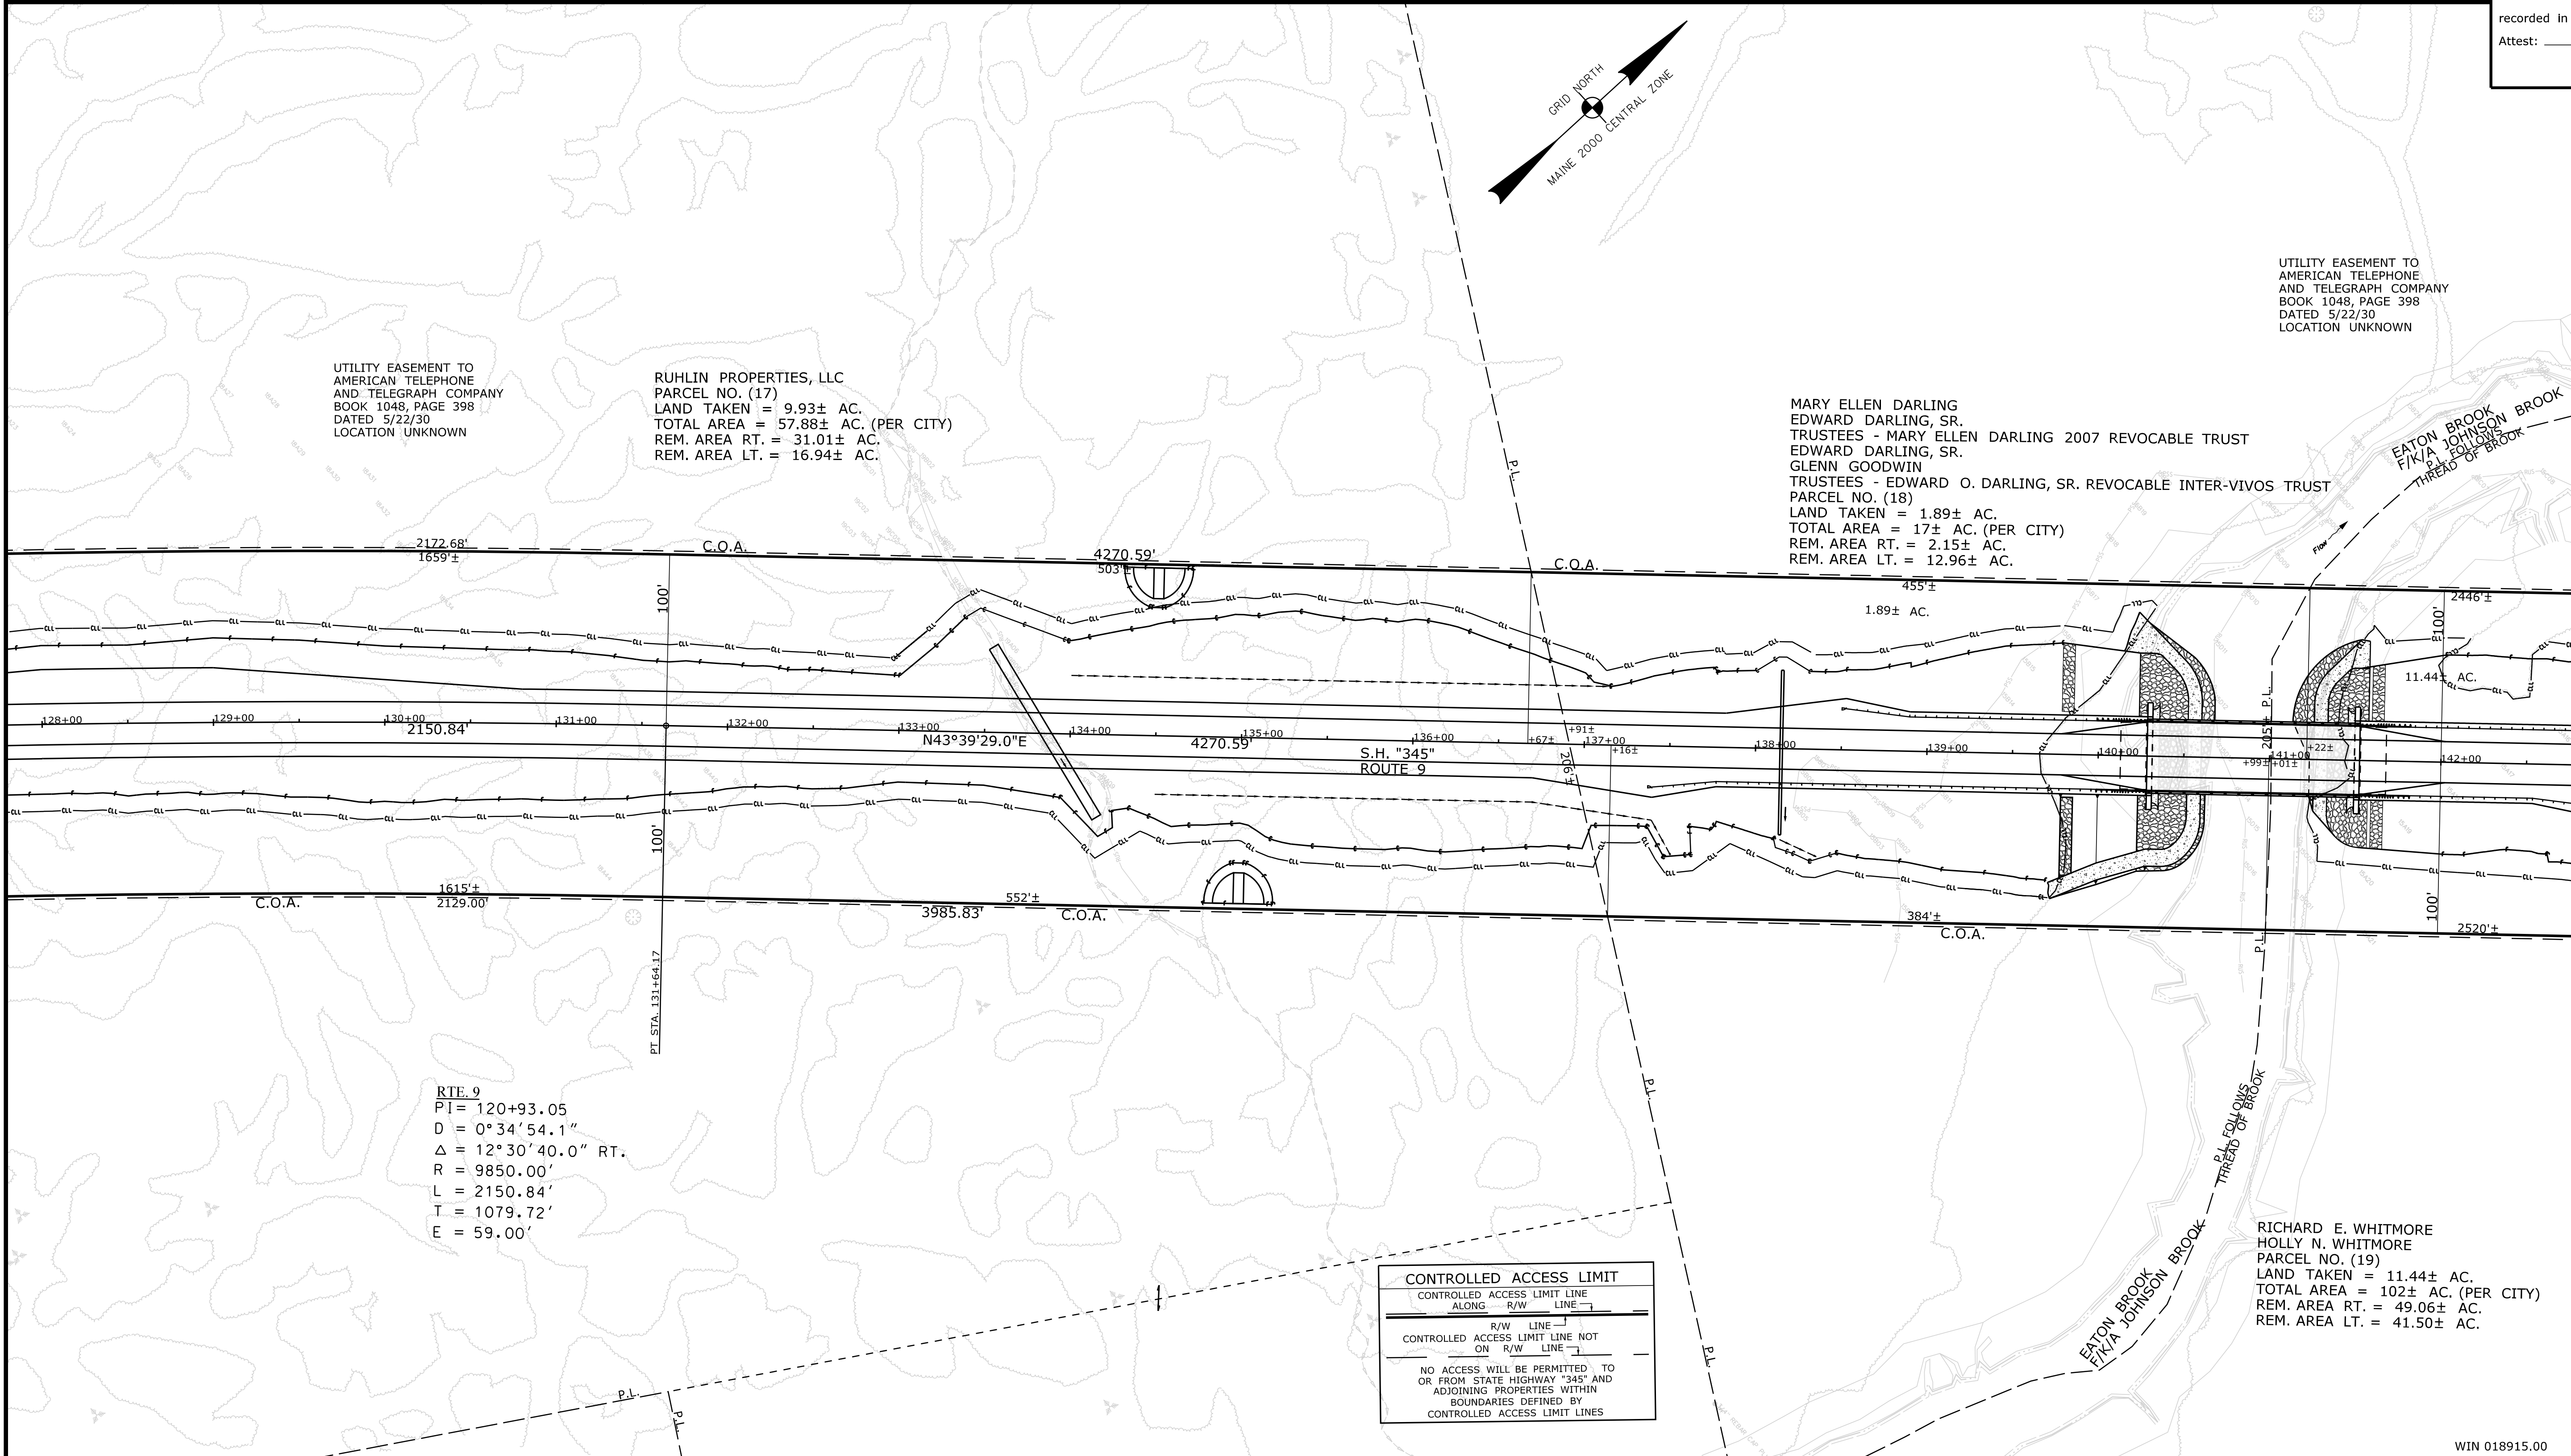 recorded in
Attest:
GRID NORTH
MAINE 2000 CENTRAL ZONE
UTILITY EASEMENT TO
AMERICAN TELEPHONE
AND TELEGRAPH COMPANY
BOOK 1048, PAGE 398
DATED 5/22/30
LOCATION UNKNOWN
UTILITY EASEMENT TO
AMERICAN TELEPHONE
AND TELEGRAPH COMPANY
BOOK 1048, PAGE 398
DATED 5/22/30
LOCATION UNKNOWN
RUHLIN PROPERTIES, LLC
PARCEL NO. (17)
LAND TAKEN = 9.93± AC.
TOTAL AREA = 57.88± AC. (PER CITY)
REM. AREA RT. = 31.01± AC.
REM. AREA LT. = 16.94± AC.
P.L.
MARY ELLEN DARLING
EDWARD DARLING, SR.
TRUSTEES - MARY ELLEN DARLING 2007 REVOCABLE TRUST
EDWARD DARLING, SR.
GLENN GOODWIN
TRUSTEES - EDWARD O. DARLING, SR. REVOCABLE INTER-VIVOS TRUST
PARCEL NO. (18)
LAND TAKEN = 1.89± AC.
TOTAL AREA = 17± AC. (PER CITY)
REM. AREA RT. = 2.15± AC.
REM. AREA LT. = 12.96± AC.
EATON BROOK
F/K/A JOHNSON BROOK
P.L. FOLLOWS
THREAD OF BROOK
Flow
2172.68'
1659'±
C.O.A.
4270.59'
503'±
C.O.A.
455'±
1.89± AC.
2446'±
100'
100'
11.44± AC.
128+00
129+00
130+00
131+00
132+00
133+00
134+00
135+00
136+00
+67±
+91±
137+00
+16±
138+00
139+00
140+00
+99±
141+00
+01±
+22±
142+00
2150.84'
N43°39'29.0"E
4270.59'
S.H. "345"
ROUTE 9
206'±
205'±
P.L.
100'
100'
1615'±
2129.00'
C.O.A.
552'±
3985.83'
C.O.A.
384'±
C.O.A.
P.L.
2520'±
PT STA. 131+64.17
RTE. 9
PI= 120+93.05
D = 0°34'54.1"
Δ = 12°30'40.0" RT.
R = 9850.00'
L = 2150.84'
T = 1079.72'
E = 59.00'
P.L.
P.L.
P.L.
P.L.
P.L. FOLLOWS
THREAD OF BROOK
EATON BROOK
F/K/A JOHNSON BROOK
RICHARD E. WHITMORE
HOLLY N. WHITMORE
PARCEL NO. (19)
LAND TAKEN = 11.44± AC.
TOTAL AREA = 102± AC. (PER CITY)
REM. AREA RT. = 49.06± AC.
REM. AREA LT. = 41.50± AC.
CONTROLLED ACCESS LIMIT
CONTROLLED ACCESS LIMIT LINE
ALONG R/W LINE
R/W LINE
CONTROLLED ACCESS LIMIT LINE NOT
ON R/W LINE
NO ACCESS WILL BE PERMITTED TO
OR FROM STATE HIGHWAY "345" AND
ADJOINING PROPERTIES WITHIN
BOUNDARIES DEFINED BY
CONTROLLED ACCESS LIMIT LINES
WIN 018915.00